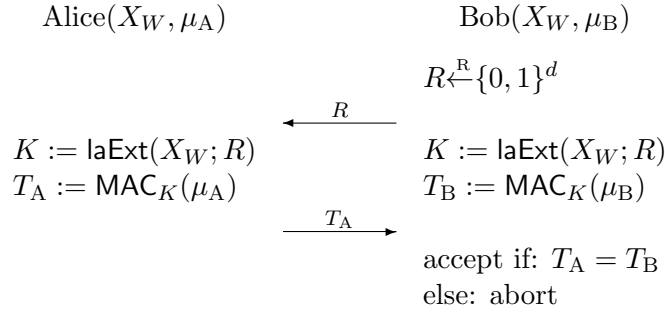 Alice(X_W, μ_A) Bob(X_W, μ_B)
R ←^R {0, 1}^d
R
K := laExt(X_W; R) K := laExt(X_W; R)
T_A := MAC_K(μ_A) T_B := MAC_K(μ_B)
T_A
accept if: T_A = T_B
else: abort